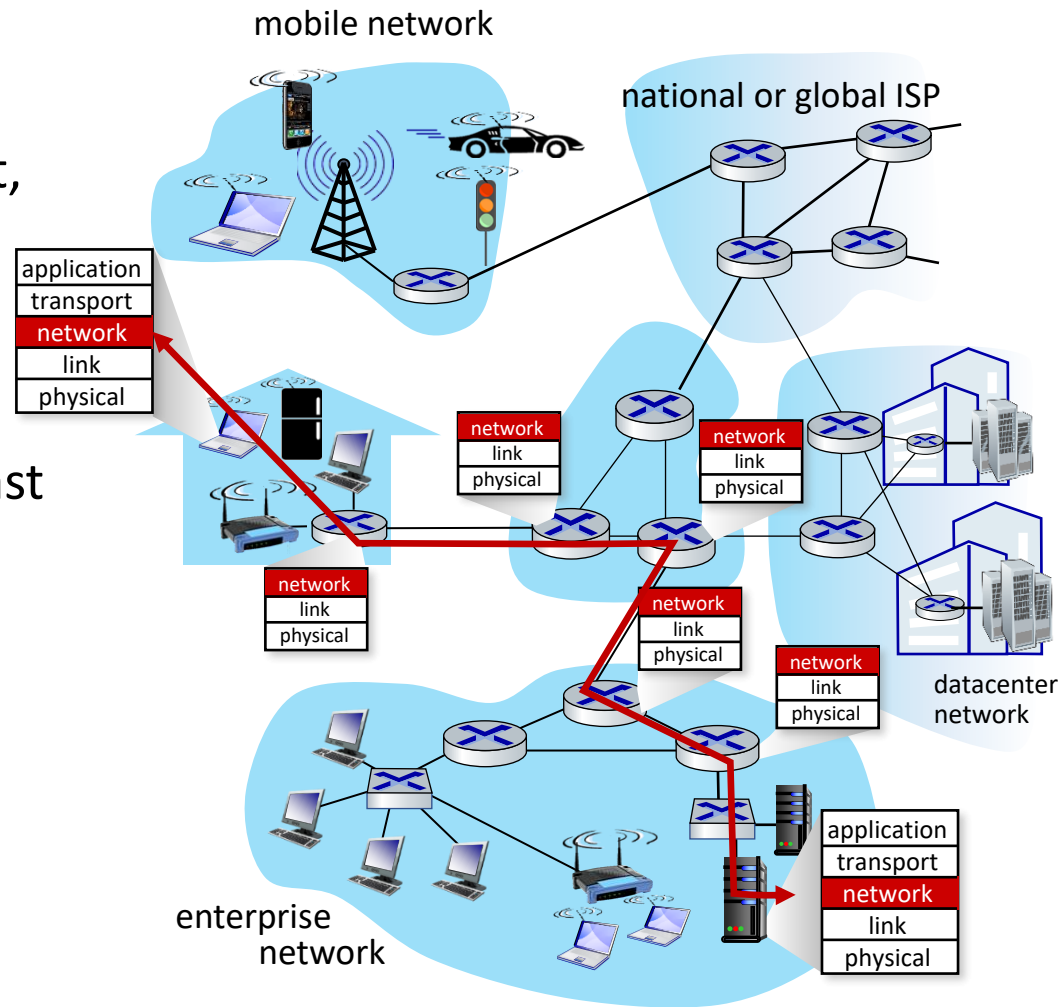 mobile network
national or global ISP
t,
application
transport
network
link
physical
network
link
physical
network
link
physical
ast
network
link
physical
network
link
physical
network
link
physical
datacenter
network
application
transport
network
link
physical
enterprise
network